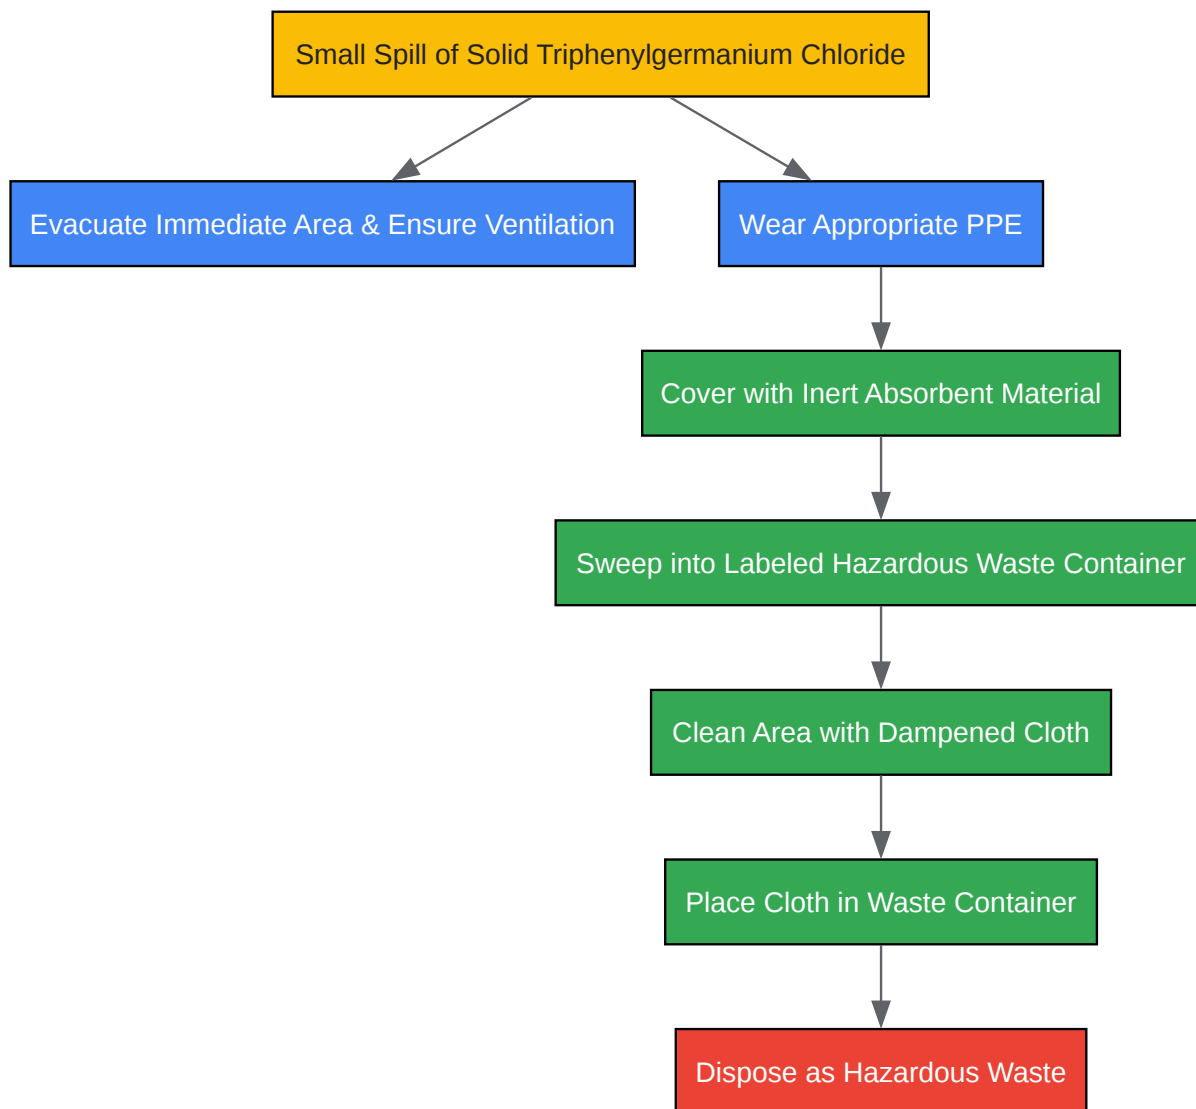 Small Spill of Solid Triphenylgermanium Chloride
Evacuate Immediate Area & Ensure Ventilation
Wear Appropriate PPE
Cover with Inert Absorbent Material
Sweep into Labeled Hazardous Waste Container
Clean Area with Dampened Cloth
Place Cloth in Waste Container
Dispose as Hazardous Waste